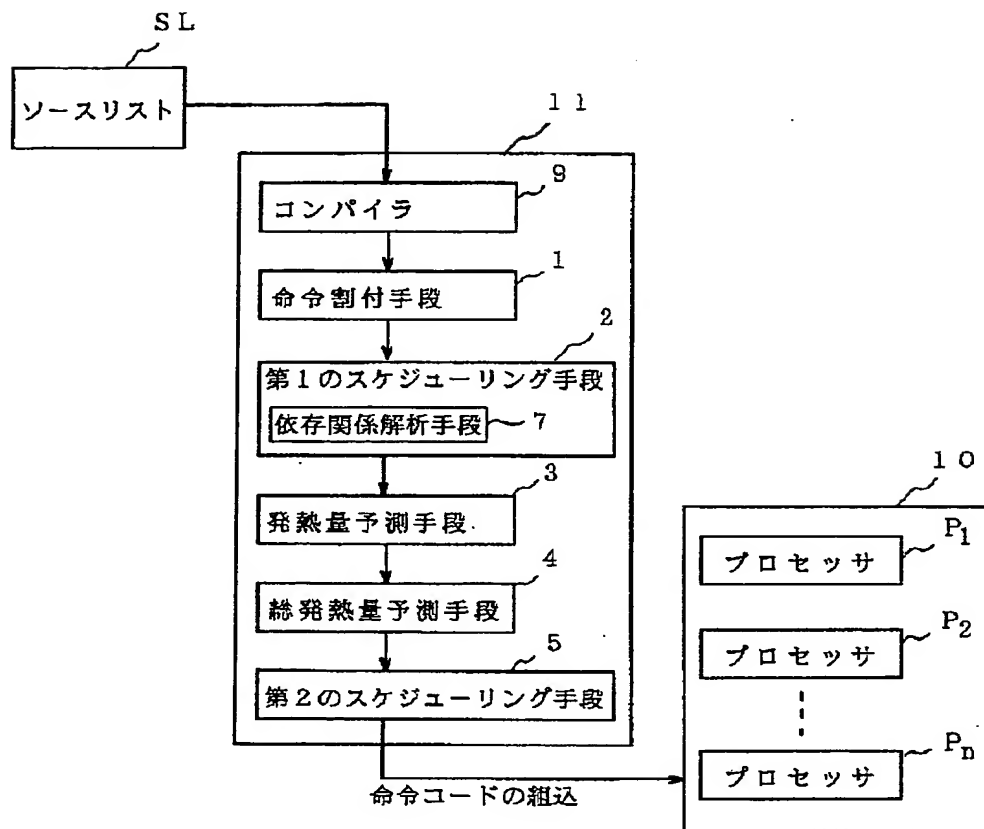 SL
ソースリスト
11
9
コンパイラ
1
命令割付手段
2
第1のスケジューリング手段
依存関係解析手段
7
3
発熱量予測手段
4
総発熱量予測手段
5
第2のスケジューリング手段
命令コードの組込
10
プロセッサ
P1
プロセッサ
P2
プロセッサ
Pn